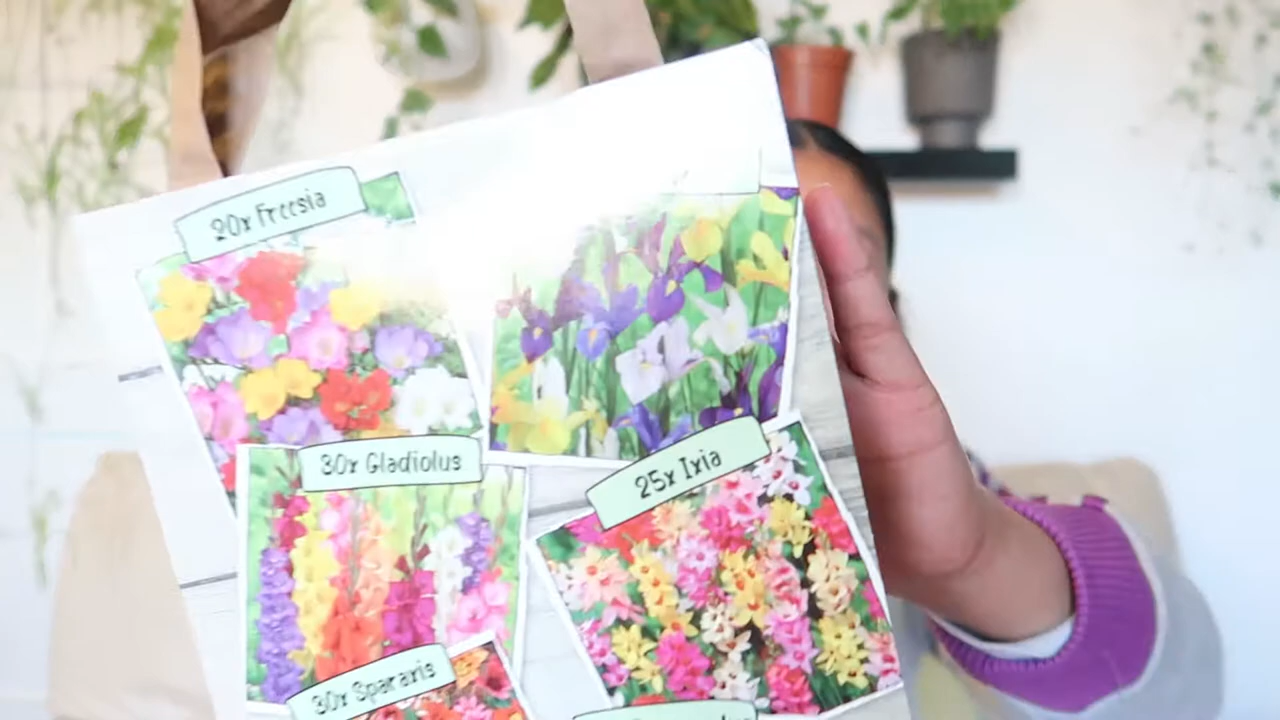 20x Freesia
30x Gladiolus
25x Ixia
30x Sparaxis